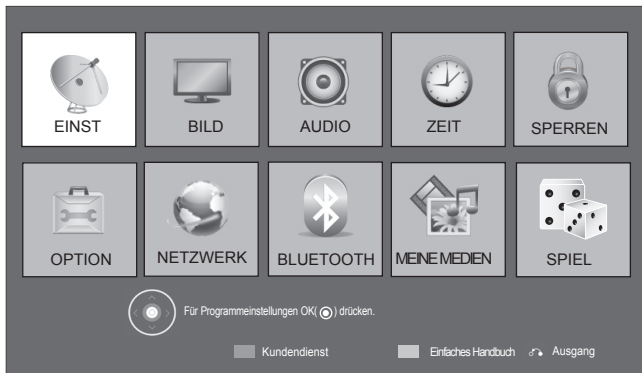 EINST BILD AUDIO ZEIT SPERREN
OPTION NETZWERK BLUETOOTH MEINE MEDIEN SPIEL
Für Programmeinstellungen OK(◉) drücken.
Kundendienst Einfaches Handbuch Ausgang